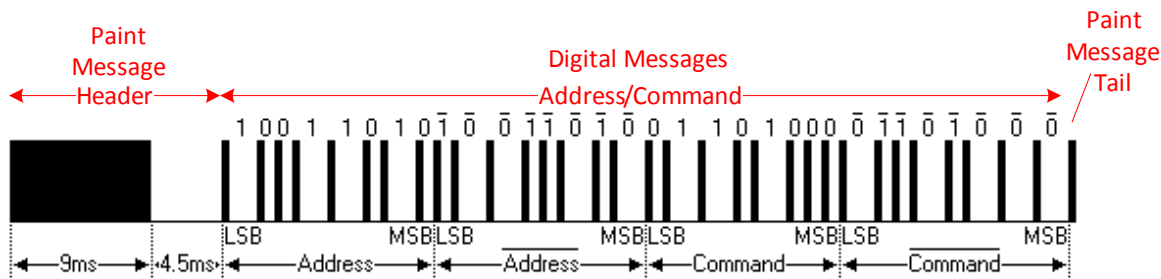 Paint
Message
Header
Digital Messages
Address/Command
Paint
Message
Tail
1 0 0 1 1 0 1 0 1̅ 0̅ 0̅ 1̅ 1̅ 0̅ 1̅ 0̅ 0 1 1 0 1 0 0 0 0̅ 1̅ 1̅ 0̅ 1̅ 0̅ 0̅ 0̅
LSB MSB LSB MSB LSB MSB LSB MSB
9ms 4.5ms Address A̅d̅d̅r̅e̅s̅s̅ Command C̅o̅m̅m̅a̅n̅d̅